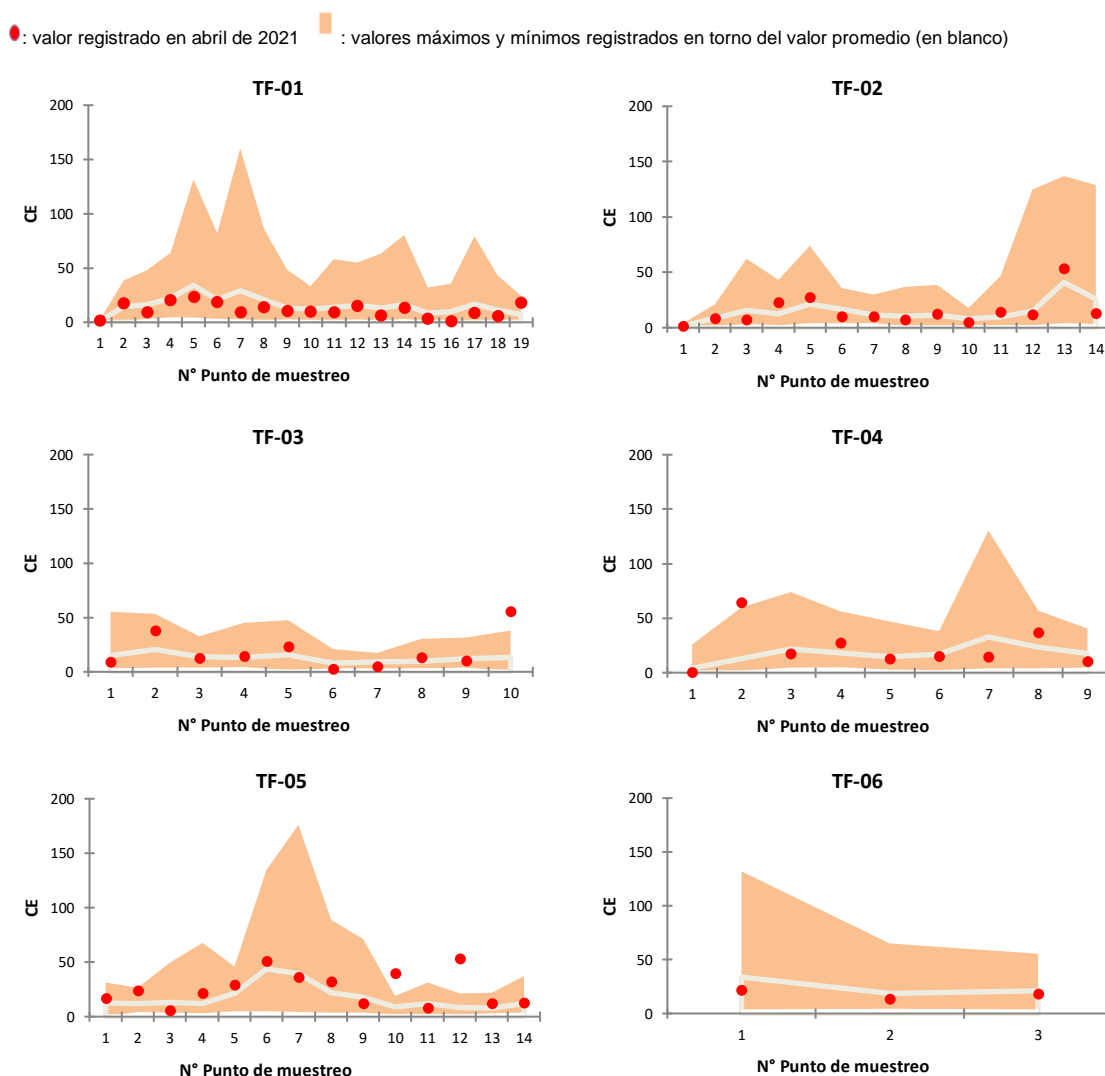 : valor registrado en abril de 2021 : valores máximos y mínimos registrados en torno del valor promedio (en blanco)
TF-01
200
150
100
50
0
CE
1 2 3 4 5 6 7 8 9 10 11 12 13 14 15 16 17 18 19
N° Punto de muestreo
TF-02
200
150
100
50
0
CE
1 2 3 4 5 6 7 8 9 10 11 12 13 14
N° Punto de muestreo
TF-03
200
150
100
50
0
CE
1 2 3 4 5 6 7 8 9 10
N° Punto de muestreo
TF-04
200
150
100
50
0
CE
1 2 3 4 5 6 7 8 9
N° Punto de muestreo
TF-05
200
150
100
50
0
CE
1 2 3 4 5 6 7 8 9 10 11 12 13 14
N° Punto de muestreo
TF-06
200
150
100
50
0
CE
1 2 3
N° Punto de muestreo